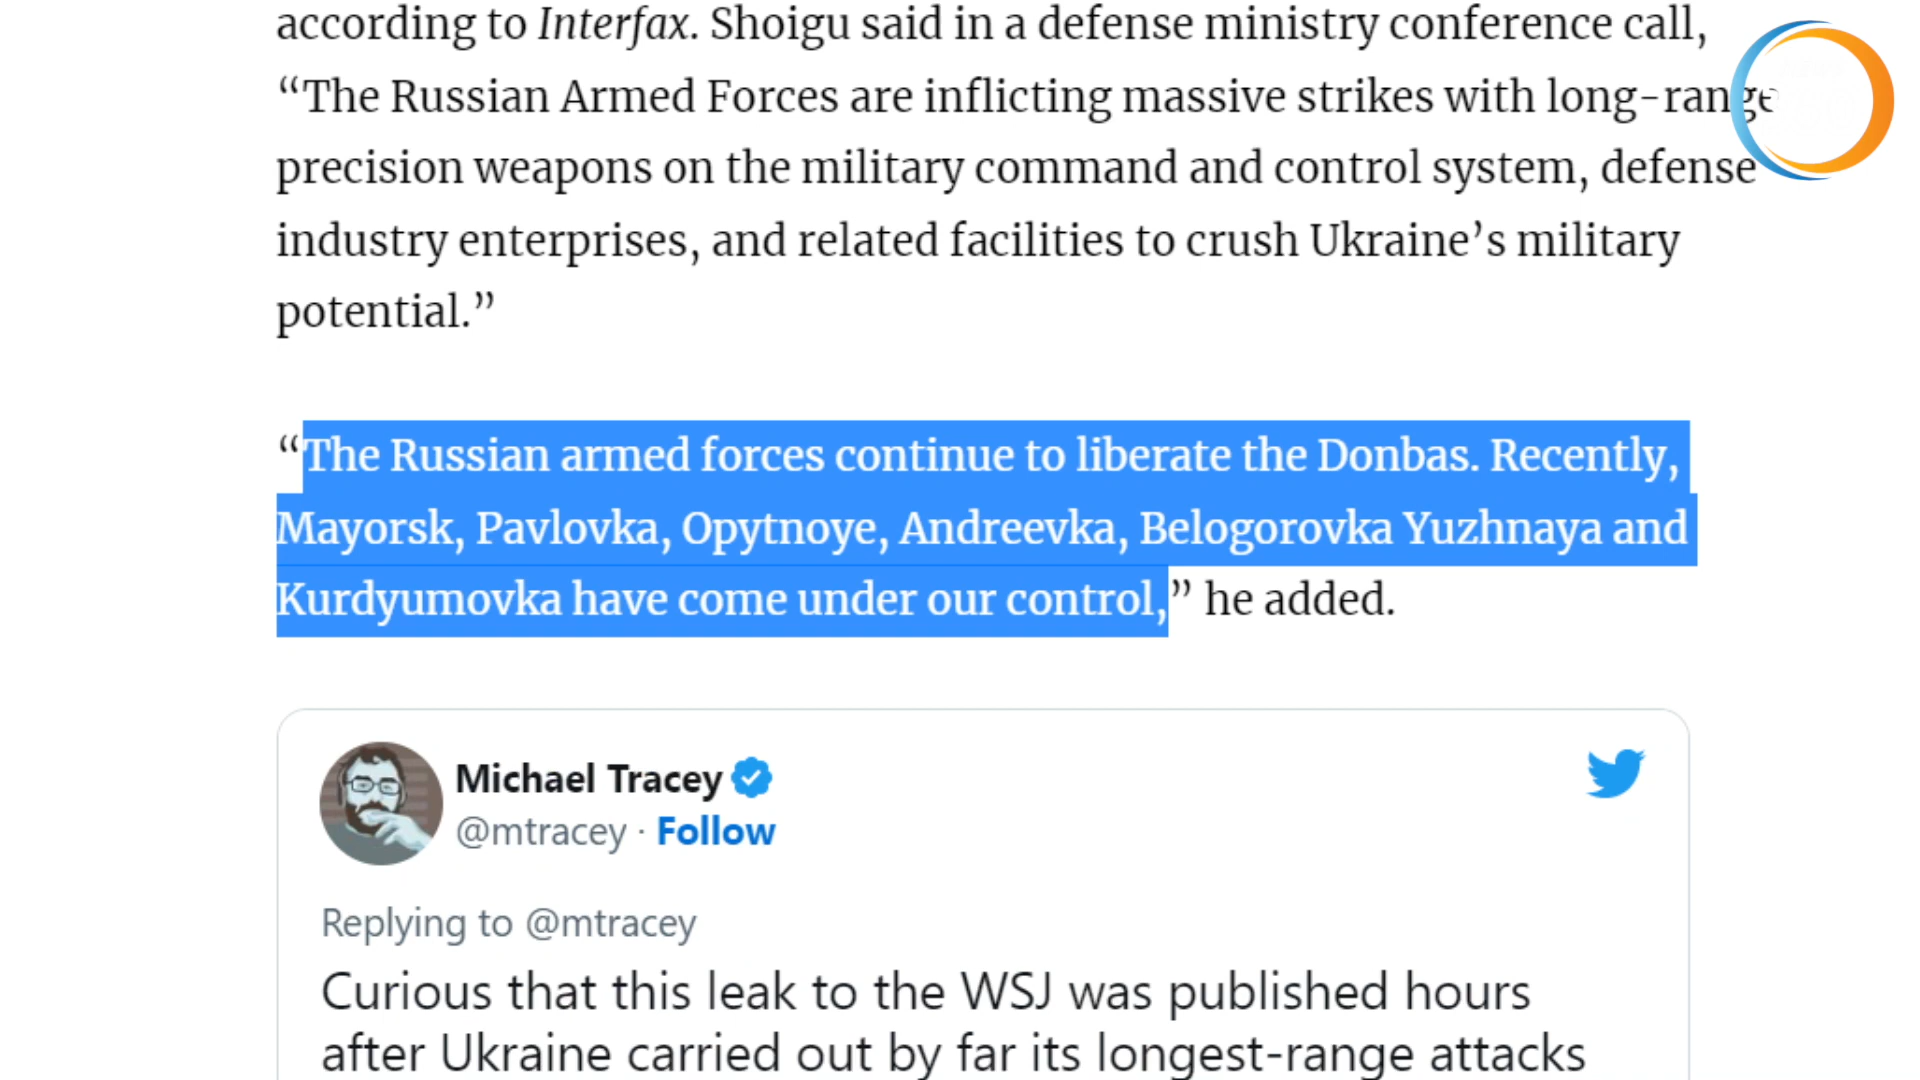 according to Interfax. Shoigu said in a defense ministry conference call,
“The Russian Armed Forces are inflicting massive strikes with long-range
precision weapons on the military command and control system, defense
industry enterprises, and related facilities to crush Ukraine’s military
potential.”
“The Russian armed forces continue to liberate the Donbas. Recently,
Mayorsk, Pavlovka, Opytnoye, Andreevka, Belogorovka Yuzhnaya and
Kurdyumovka have come under our control,” he added.
Michael Tracey
@mtracey · Follow
Replying to @mtracey
Curious that this leak to the WSJ was published hours
after Ukraine carried out by far its longest-range attacks